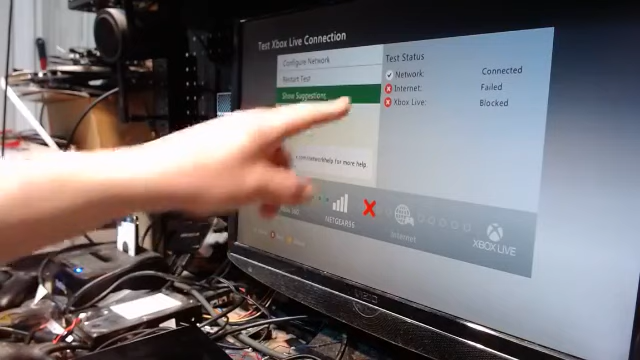 Test Xbox Live Connection
Configure Network
Restart Test
Show Suggestions
Test Status
Network: Connected
Internet: Failed
Xbox Live: Blocked
for more help.
Internet
XBOX LIVE
VIZIO